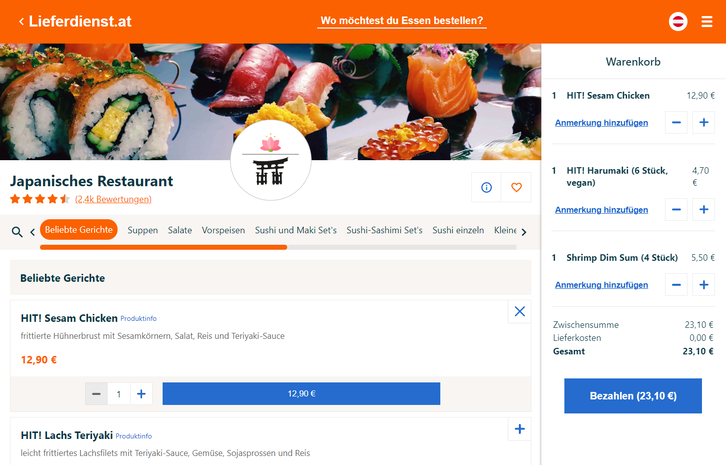 Lieferdienst.at
Wo möchtest du Essen bestellen?
Japanisches Restaurant
(2,4k Bewertungen)
Beliebte Gerichte Suppen Salate Vorspeisen Sushi und Maki Set's Sushi-Sashimi Set's Sushi einzeln Kleine
Beliebte Gerichte
HIT! Sesam Chicken Produktinfo
frittierte Hühnerbrust mit Sesamkörnern, Salat, Reis und Teriyaki-Sauce
12,90 €
1
12,90 €
HIT! Lachs Teriyaki Produktinfo
leicht frittiertes Lachsfilets mit Teriyaki-Sauce, Gemüse, Sojasprossen und Reis
Warenkorb
1 HIT! Sesam Chicken 12,90 €
Anmerkung hinzufügen
1 HIT! Harumaki (6 Stück, 4,70
vegan) €
Anmerkung hinzufügen
1 Shrimp Dim Sum (4 Stück) 5,50 €
Anmerkung hinzufügen
Zwischensumme 23,10 €
Lieferkosten 0,00 €
Gesamt 23,10 €
Bezahlen (23,10 €)